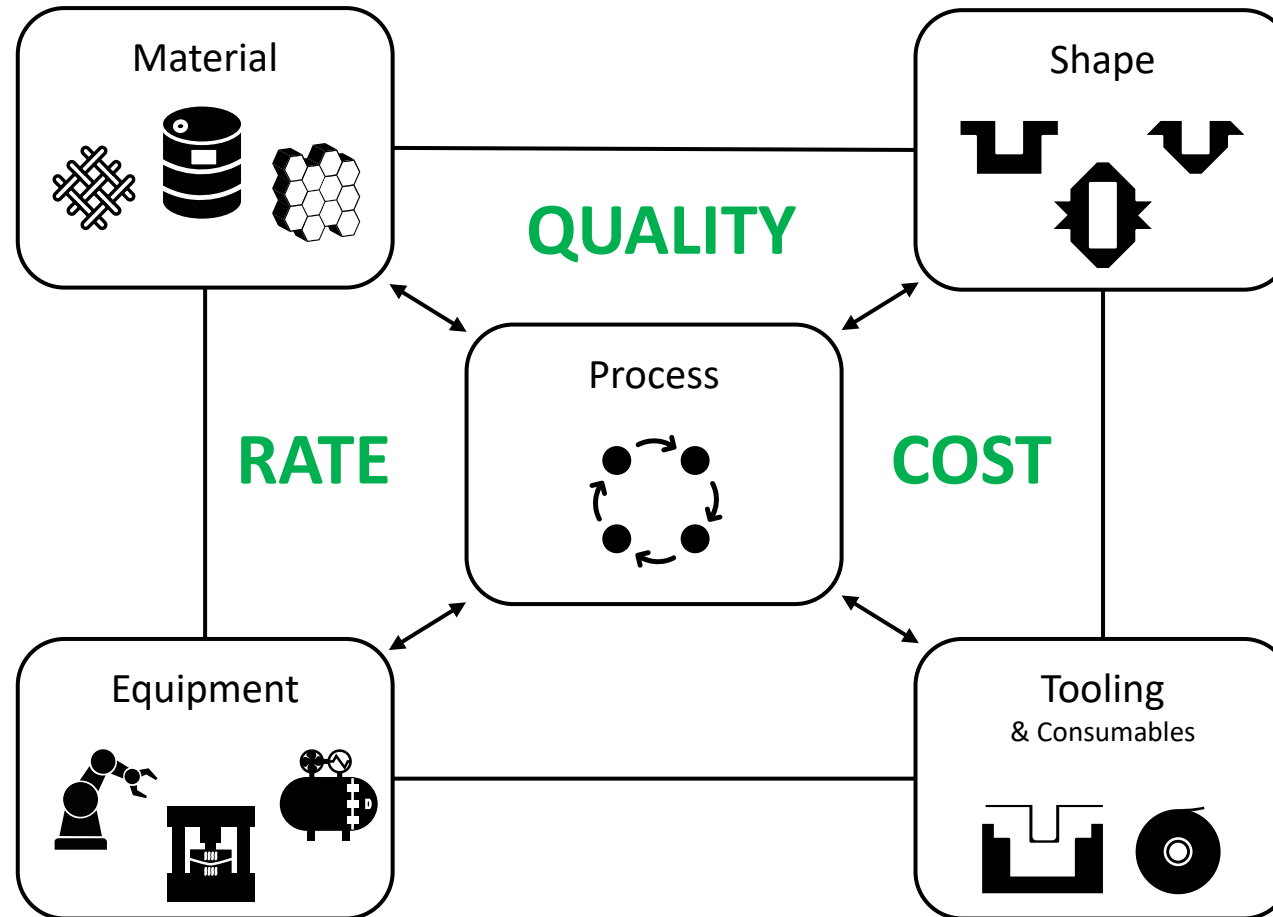 Material
Shape
QUALITY
Process
RATE
COST
Equipment
Tooling
& Consumables